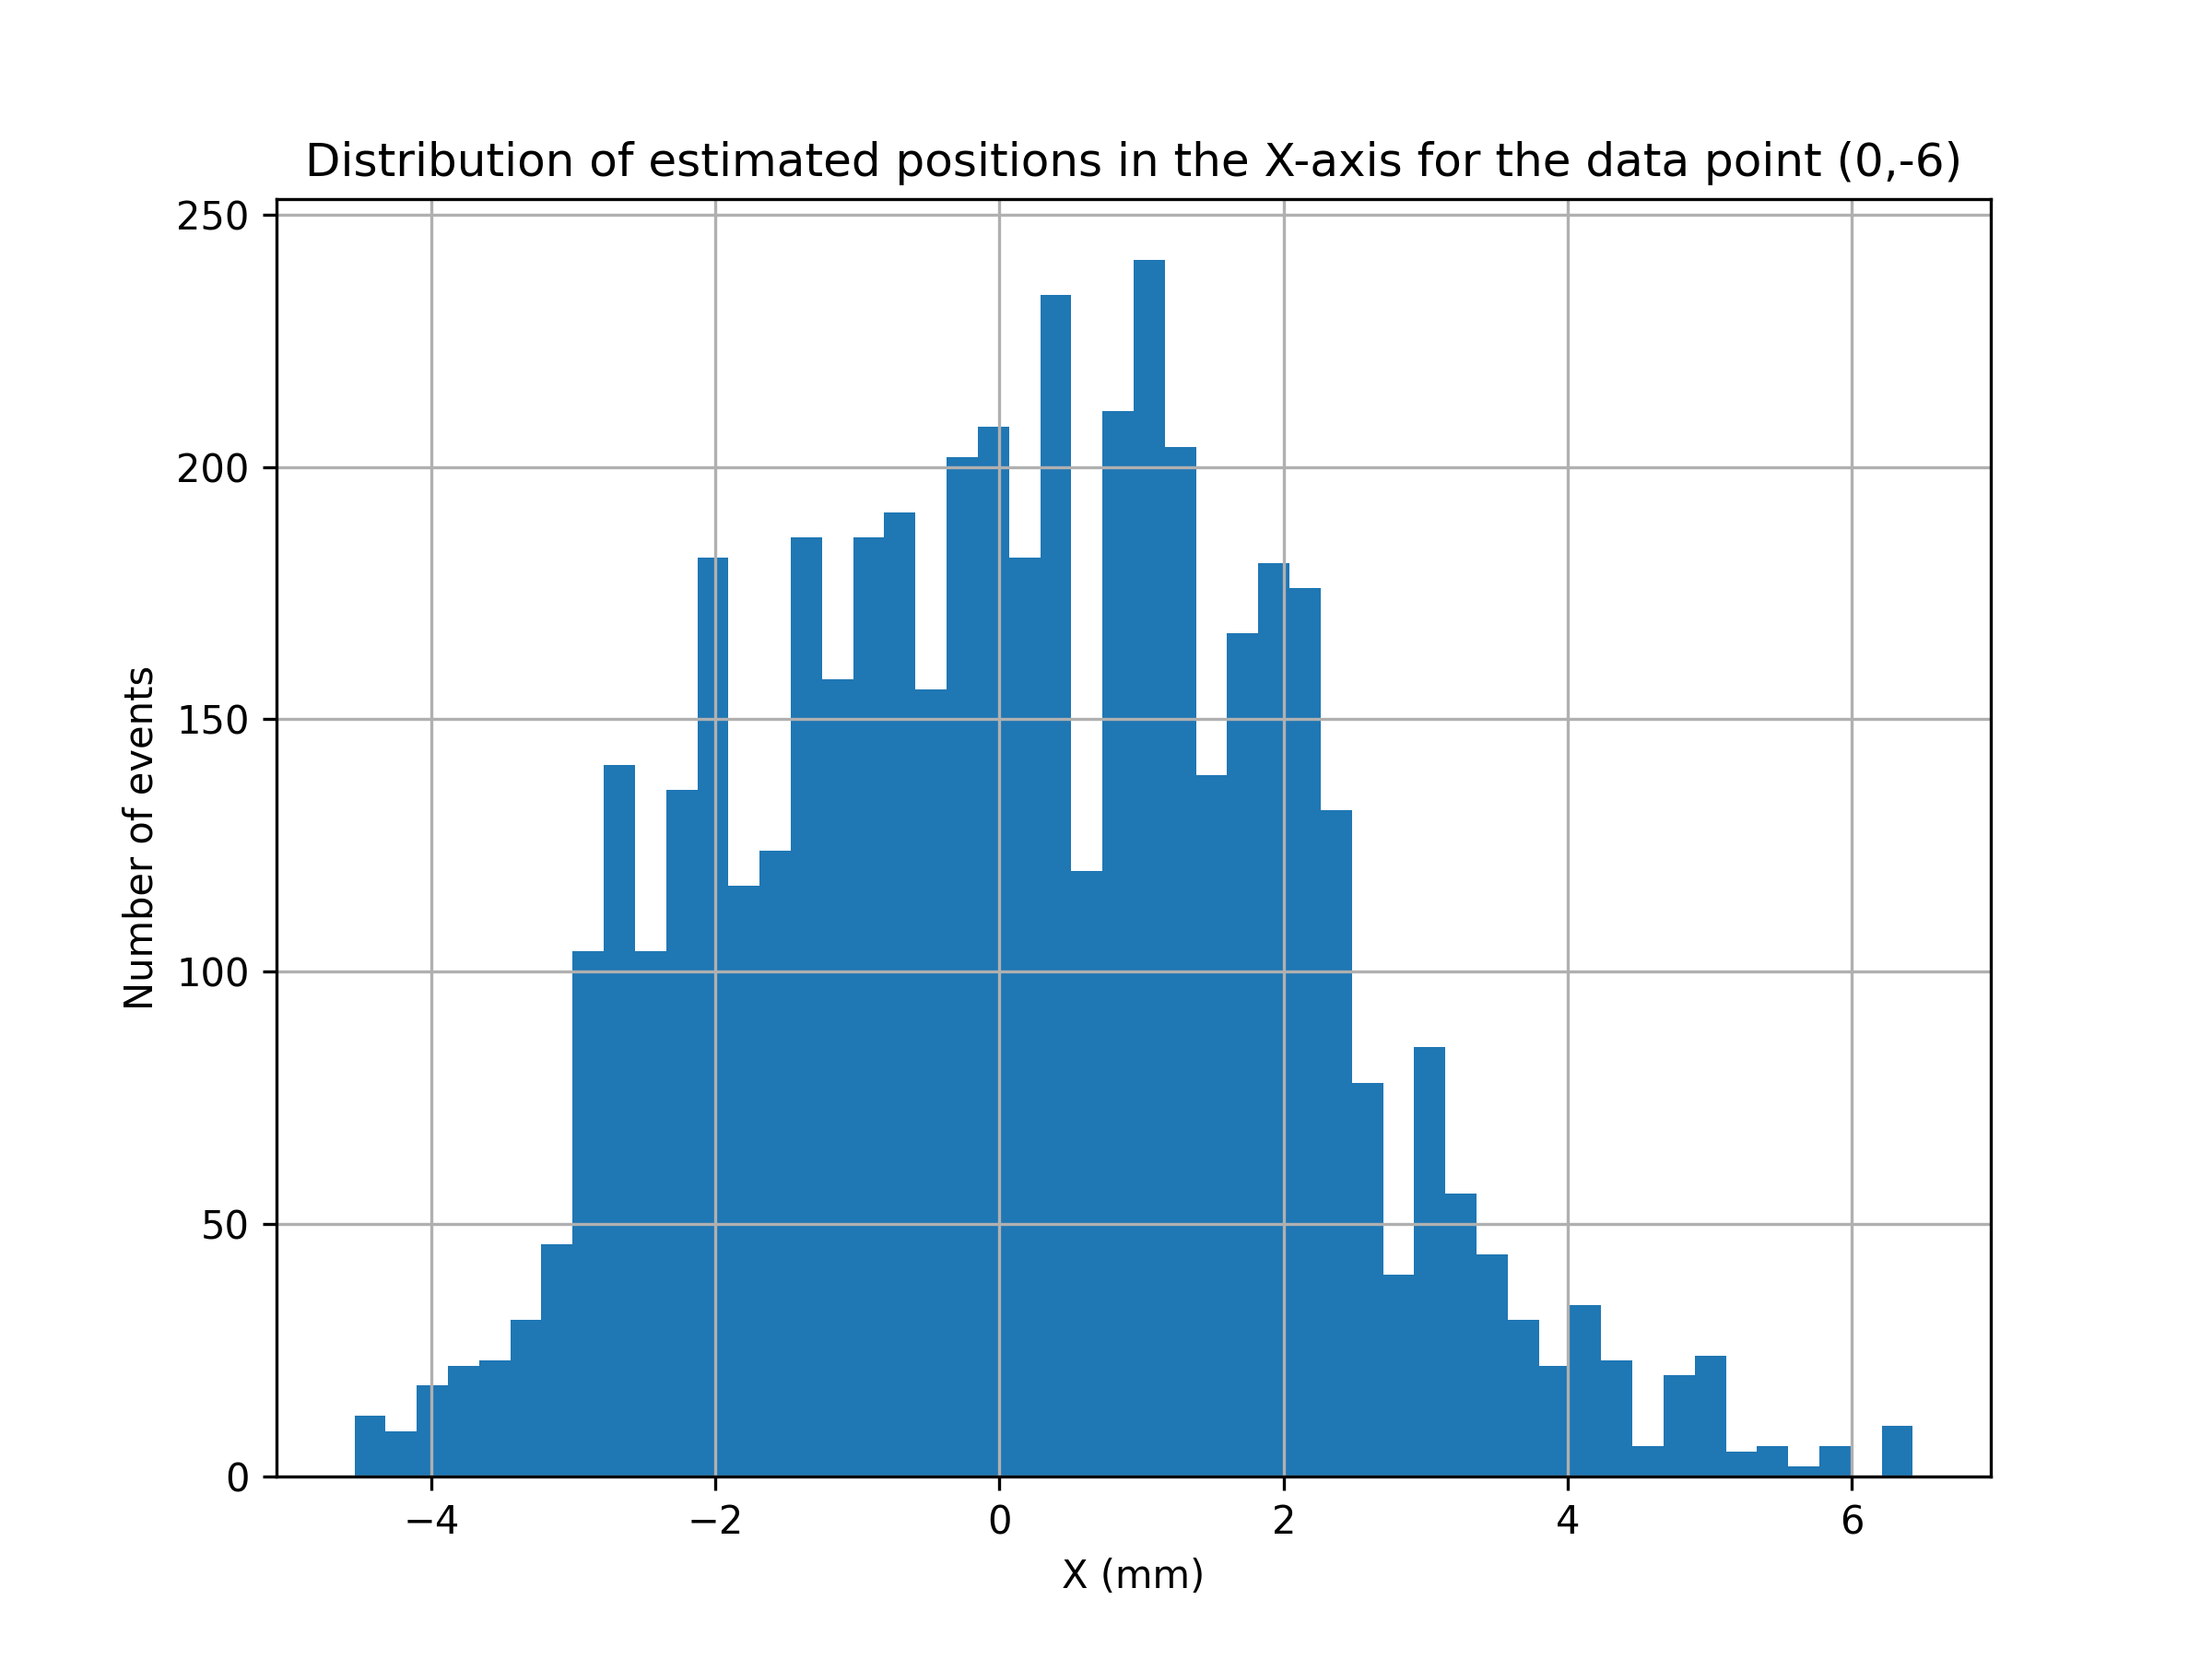 Distribution of estimated positions in the X-axis for the data point (0,-6)
250
200
150
100
50
0
Number of events
−4 −2 0 2 4 6
X (mm)